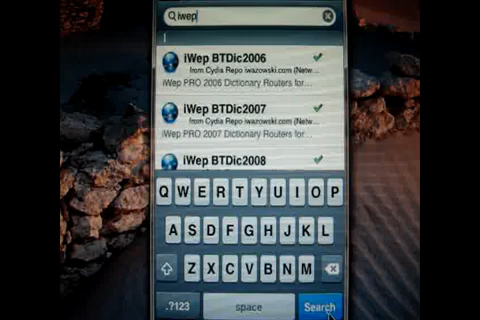 iwep
iWep BTDic2006
from Cydia Repo iwazowski.com (Netw...
iWep PRO 2006 Dictionary Routers for...
iWep BTDic2007
from Cydia Repo iwazowski.com (Netw...
iWep PRO 2007 Dictionary Routers for...
iWep BTDic2008
Q W E R T Y U I O P
A S D F G H J K L
Z X C V B N M
.?123 space Search